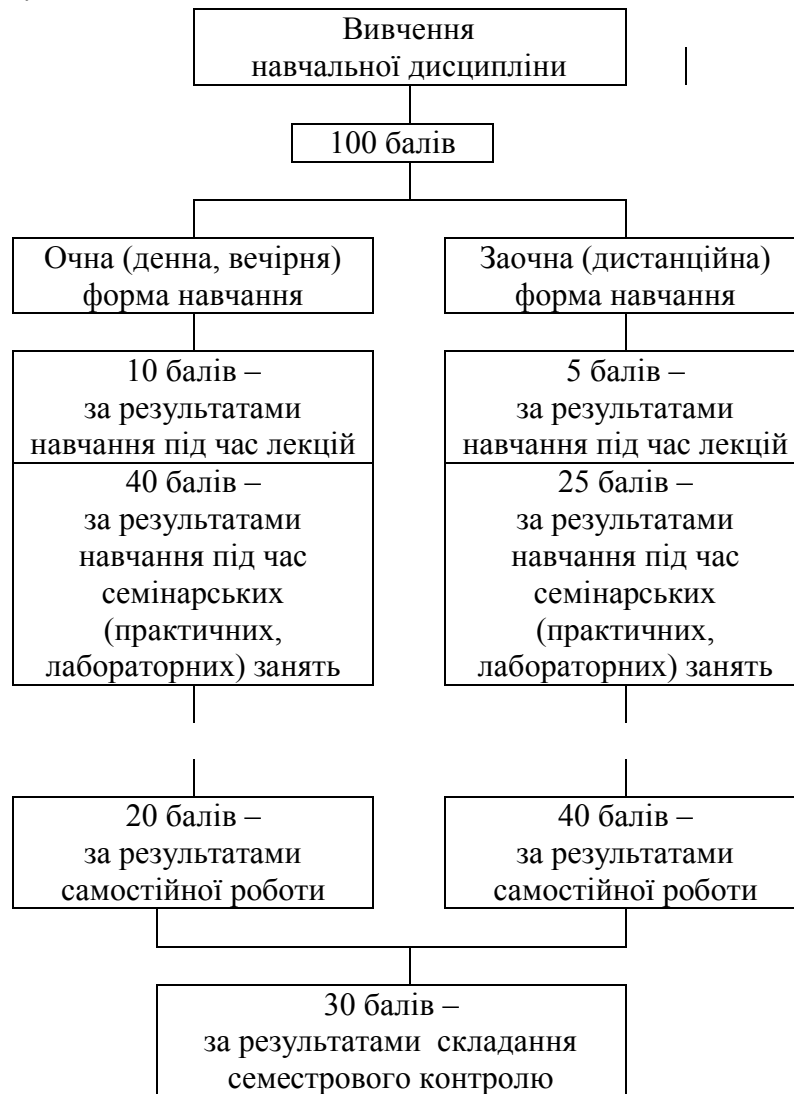 Вивчення
навчальної дисципліни
100 балів
Очна (денна, вечірня)
форма навчання
Заочна (дистанційна)
форма навчання
10 балів –
за результатами
навчання під час лекцій
5 балів –
за результатами
навчання під час лекцій
40 балів –
за результатами
навчання під час
семінарських
(практичних,
лабораторних) занять
25 балів –
за результатами
навчання під час
семінарських
(практичних,
лабораторних) занять
20 балів –
за результатами
самостійної роботи
40 балів –
за результатами
самостійної роботи
30 балів –
за результатами складання
семестрового контролю